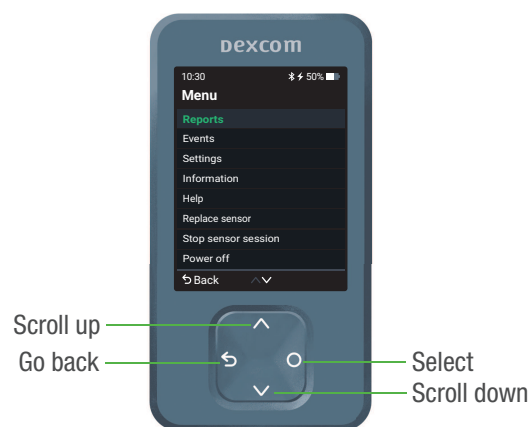 Dexcom
10:30 50%
Menu
Reports
Events
Settings
Information
Help
Replace sensor
Stop sensor session
Power off
Back
Scroll up
Go back
Select
Scroll down